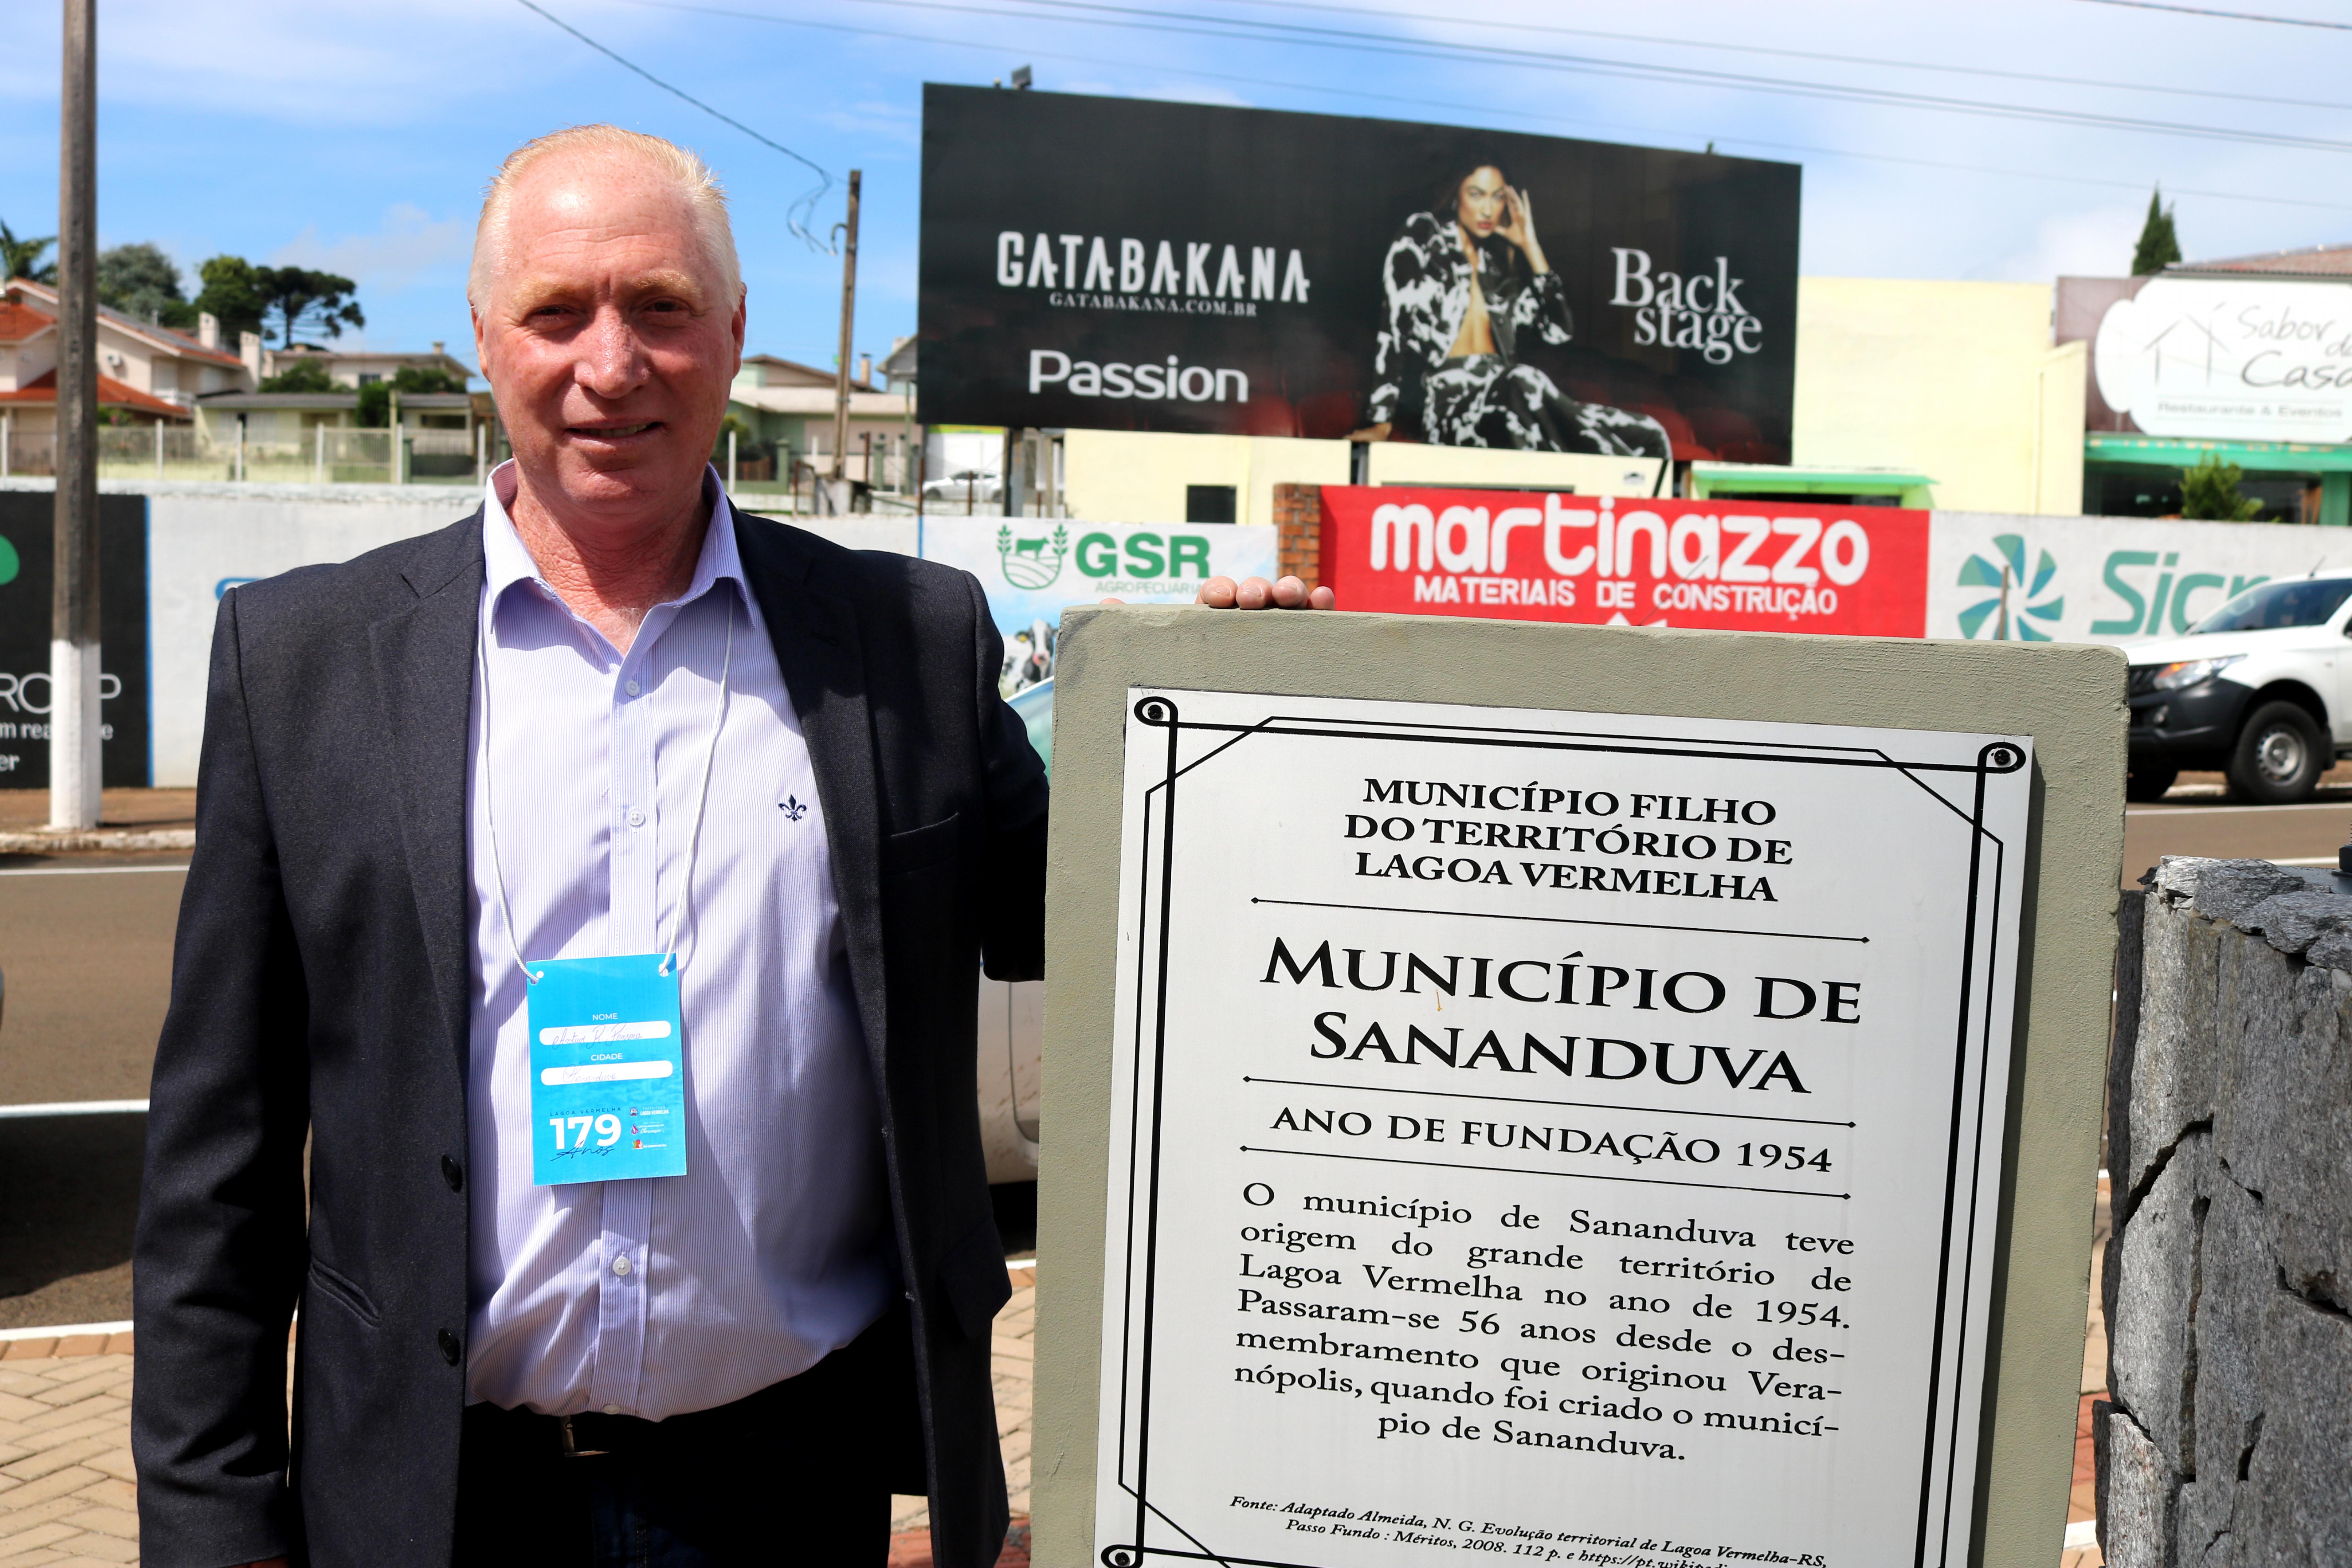 GATABAKANA
GATABAKANA.COM.BR
Passion
Back
stage
Sabor
Casa
Restaurante & Eventos
GSR
AGROPECUÁRIA
martinazzo
MATERIAIS DE CONSTRUÇÃO
NOME
CIDADE
LAGOA VERMELHA
179
Anos
MUNICÍPIO FILHO
DO TERRITÓRIO DE
LAGOA VERMELHA
MUNICÍPIO DE
SANANDUVA
ANO DE FUNDAÇÃO 1954
O município de Sananduva teve
origem do grande território de
Lagoa Vermelha no ano de 1954.
Passaram-se 56 anos desde o des-
membramento que originou Vera-
nópolis, quando foi criado o municí-
pio de Sananduva.
Fonte: Adaptado Almeida, N. G. Evolução territorial de Lagoa Vermelha-RS,
Passo Fundo : Méritos, 2008. 112 p. e https://pt.wikipedi